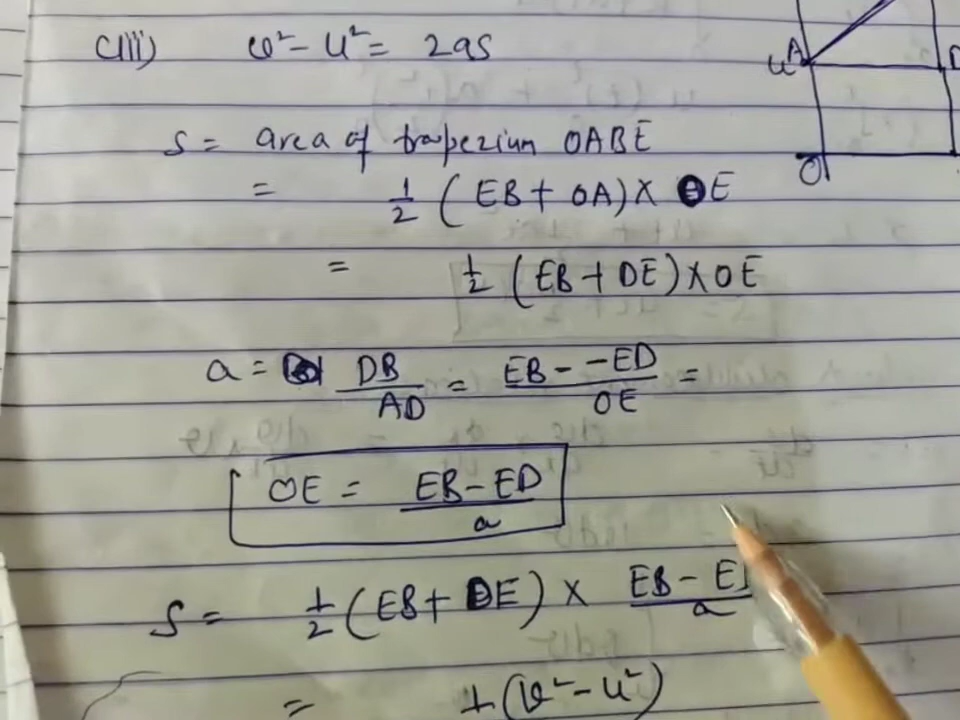 (iii) v² - u² = 2as
u A D
O
S = area of trapezium OABE
= 1/2 (EB + OA) X OE
= 1/2 (EB + DE) X OE
a = DB/AD = EB - - ED/OE =
OE = EB - ED/a
S = 1/2 (EB + DE) X EB - E/a
= 1 (v² - u²)